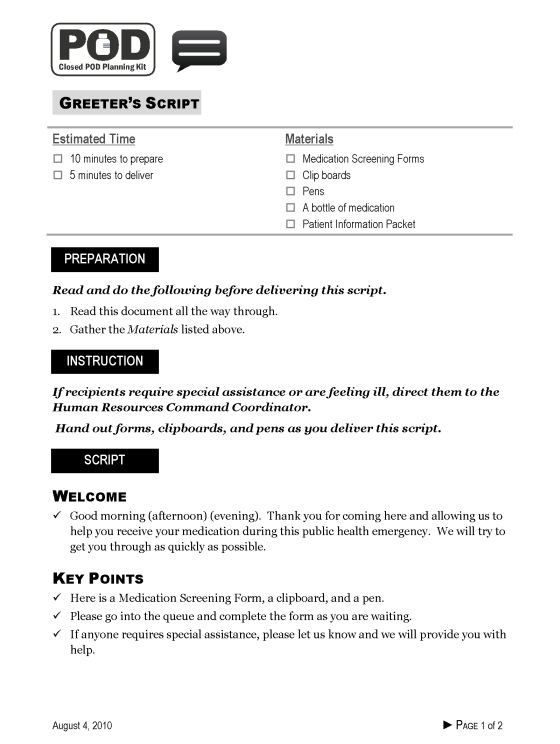 POD
Closed POD Planning Kit
GREETER'S SCRIPT
Estimated Time
☐ 10 minutes to prepare
☐ 5 minutes to deliver
Materials
☐ Medication Screening Forms
☐ Clip boards
☐ Pens
☐ A bottle of medication
☐ Patient Information Packet
PREPARATION
Read and do the following before delivering this script.
1. Read this document all the way through.
2. Gather the Materials listed above.
INSTRUCTION
If recipients require special assistance or are feeling ill, direct them to the
Human Resources Command Coordinator.
Hand out forms, clipboards, and pens as you deliver this script.
SCRIPT
WELCOME
✓ Good morning (afternoon) (evening). Thank you for coming here and allowing us to
help you receive your medication during this public health emergency. We will try to
get you through as quickly as possible.
KEY POINTS
✓ Here is a Medication Screening Form, a clipboard, and a pen.
✓ Please go into the queue and complete the form as you are waiting.
✓ If anyone requires special assistance, please let us know and we will provide you with
help.
August 4, 2010
► PAGE 1 of 2